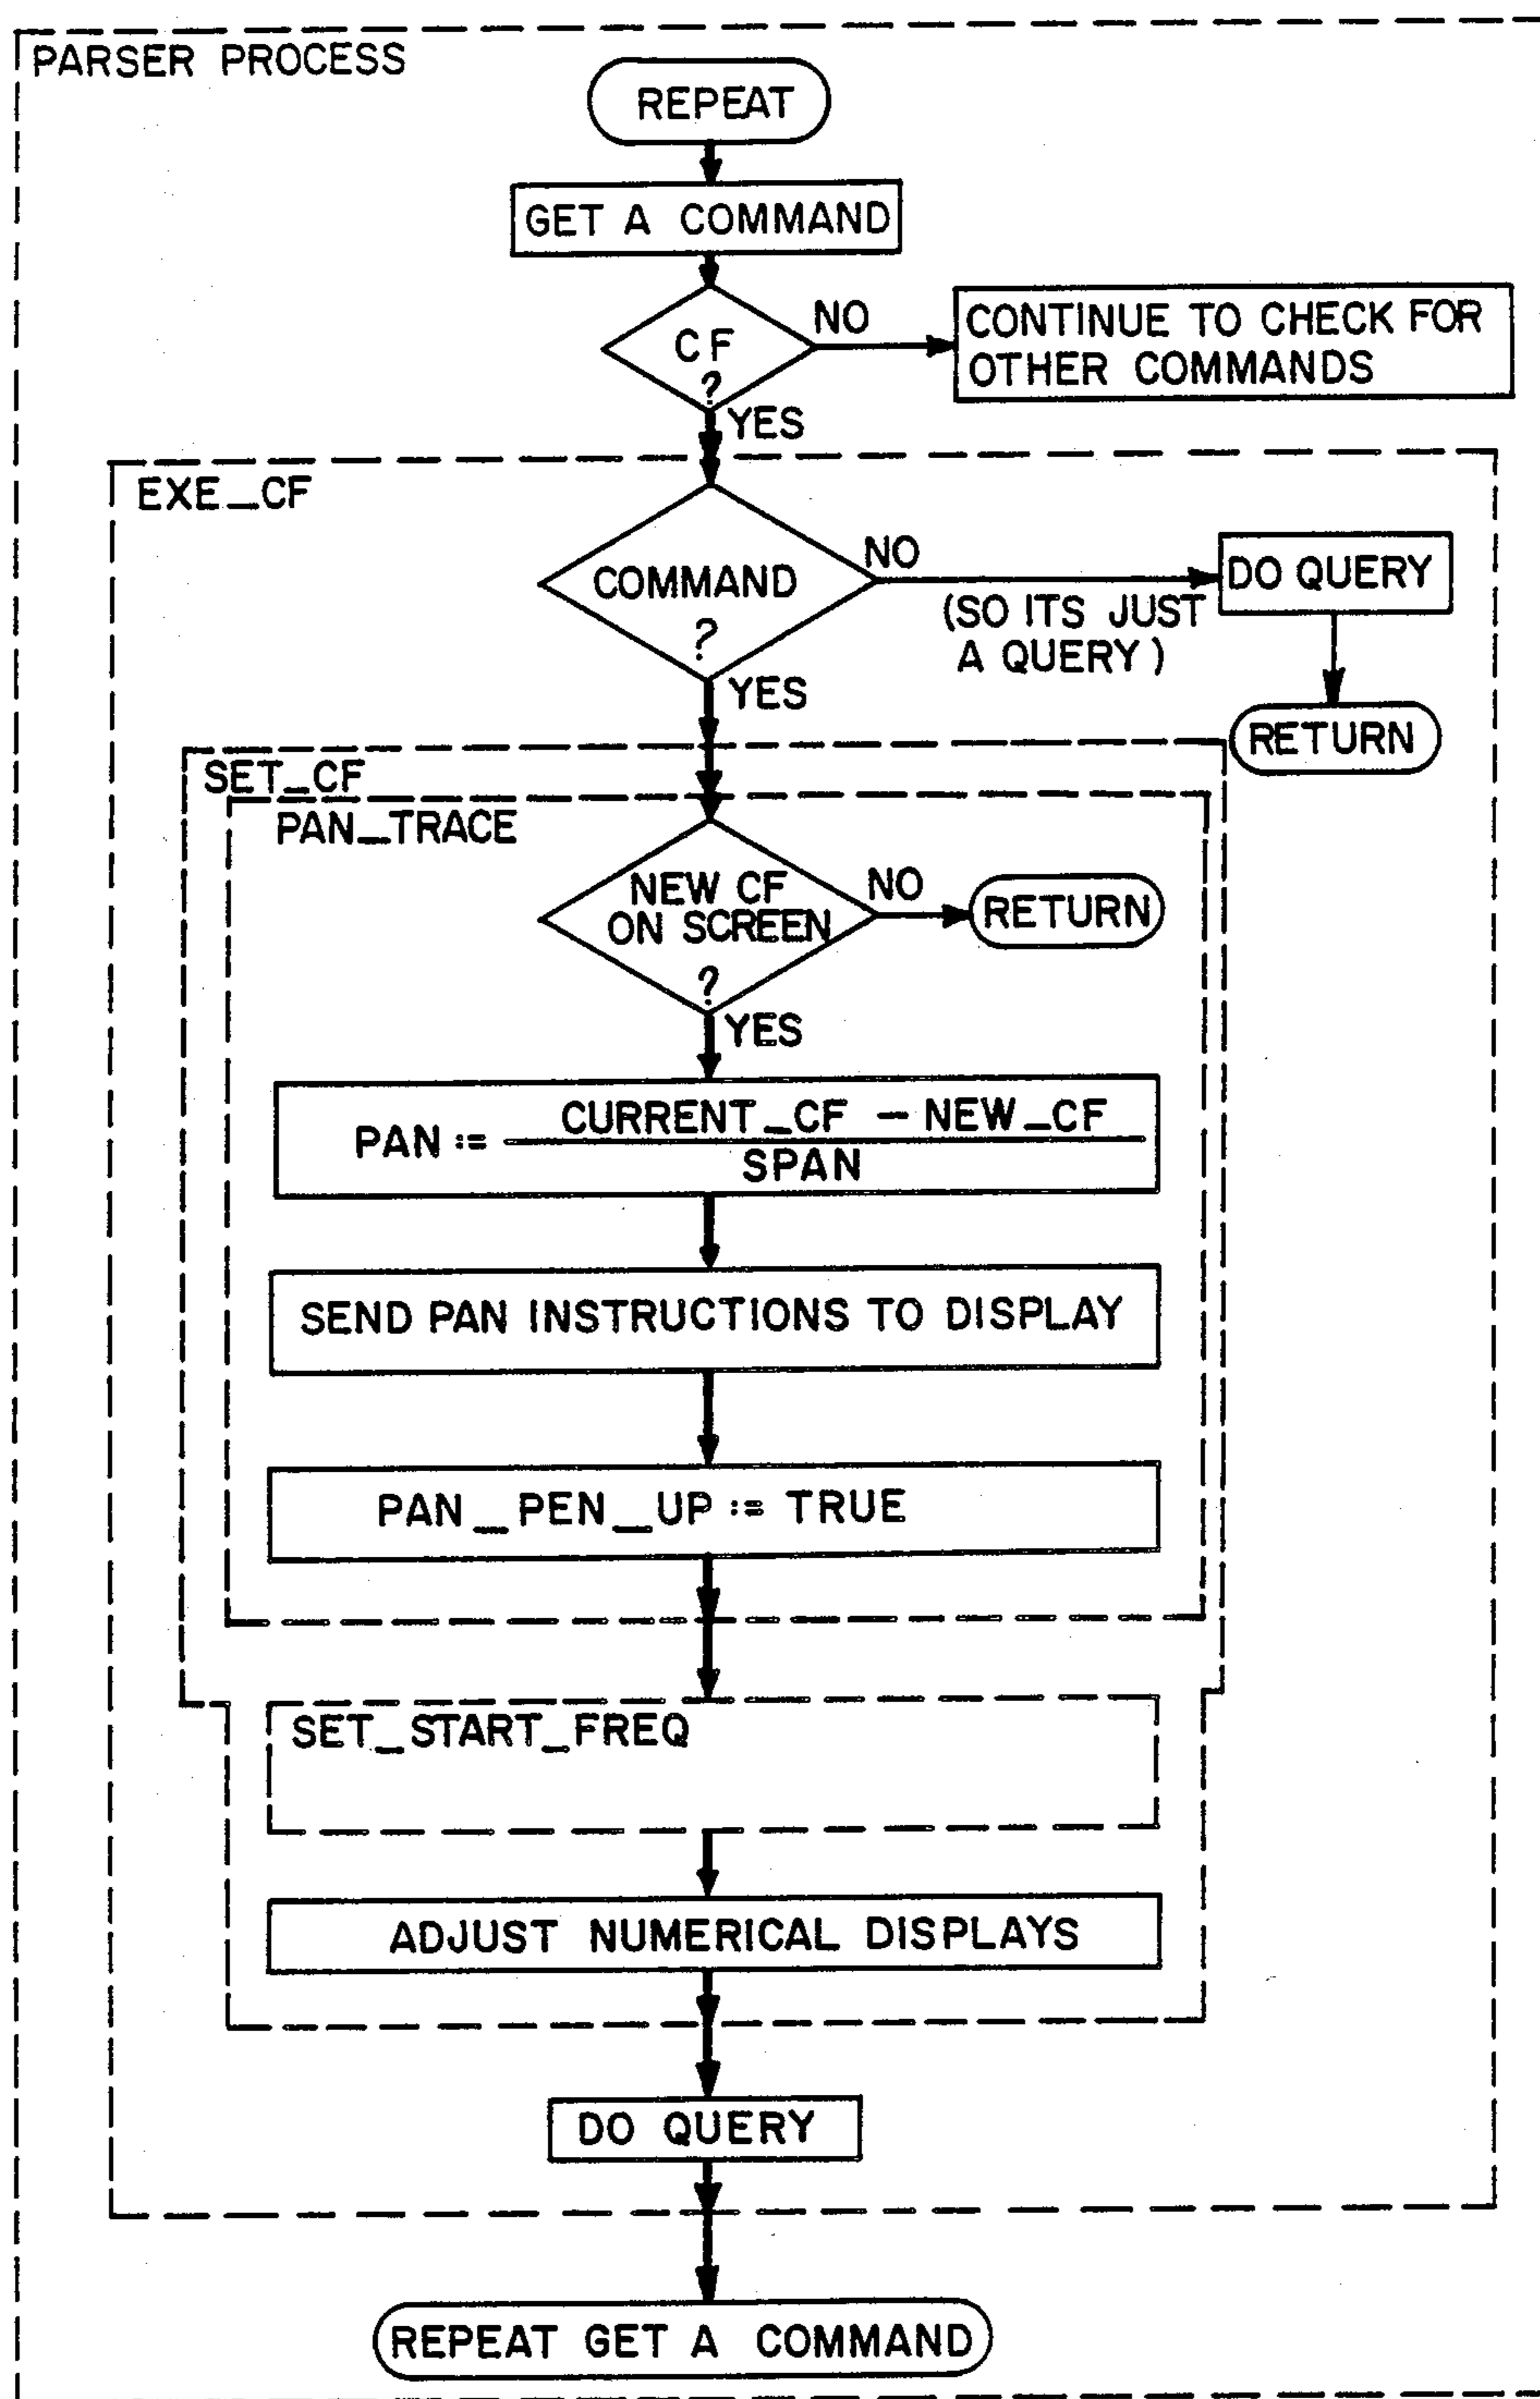 PARSER PROCESS
REPEAT
GET A COMMAND
CF
?
NO
CONTINUE TO CHECK FOR
OTHER COMMANDS
YES
EXE_CF
COMMAND
?
NO
(SO ITS JUST
A QUERY)
DO QUERY
RETURN
YES
SET_CF
PAN_TRACE
NEW CF
ON SCREEN
?
NO
RETURN
YES
PAN := CURRENT_CF - NEW_CF
SPAN
SEND PAN INSTRUCTIONS TO DISPLAY
PAN_PEN_UP := TRUE
SET_START_FREQ
ADJUST NUMERICAL DISPLAYS
DO QUERY
REPEAT GET A COMMAND